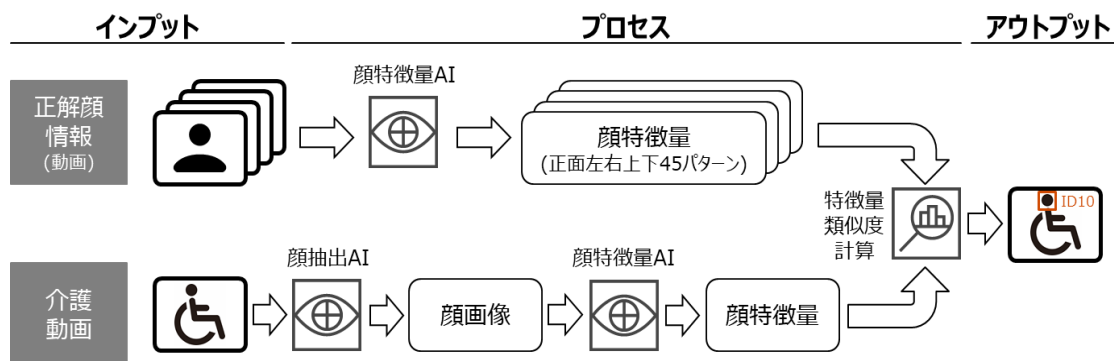 インプット
プロセス
アウトプット
正解顔
情報
(動画)
顔特徴量AI
顔特徴量
(正面左右上下45パターン)
特徴量
類似度
計算
ID10
介護
動画
顔抽出AI
顔画像
顔特徴量AI
顔特徴量